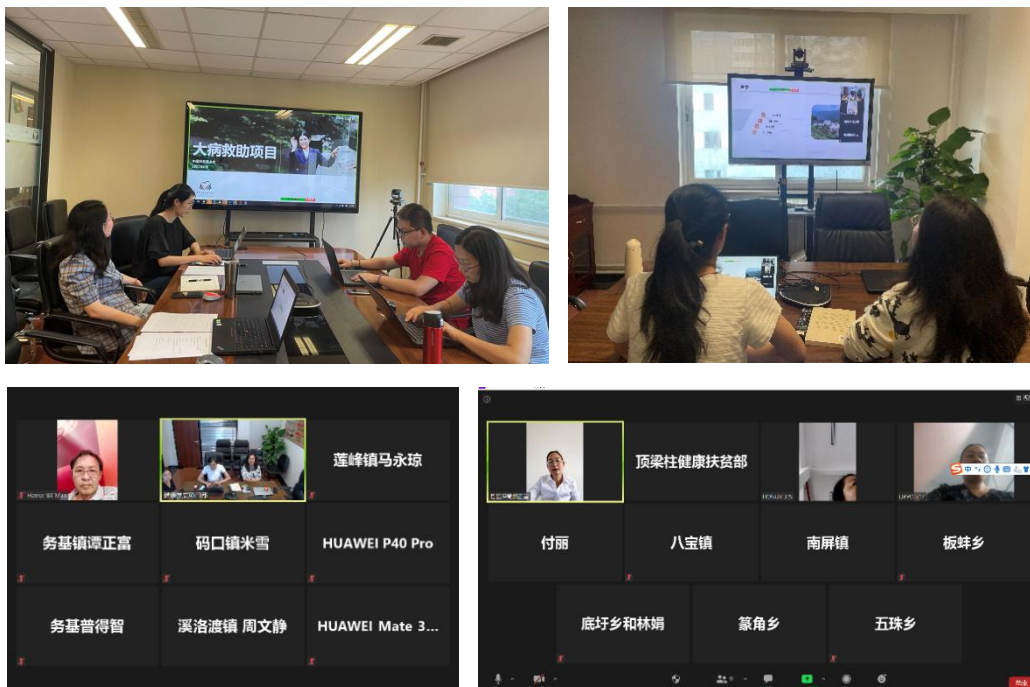 大病救助项目
莲峰镇马永琼
务基镇谭正富
码口镇米雪
HUAWEI P40 Pro
务基普得智
溪洛渡镇 周文静
HUAWEI Mate 3...
顶梁柱健康扶贫部
付丽
八宝镇
南屏镇
板蚌乡
底圩乡和林娟
篆角乡
五珠乡